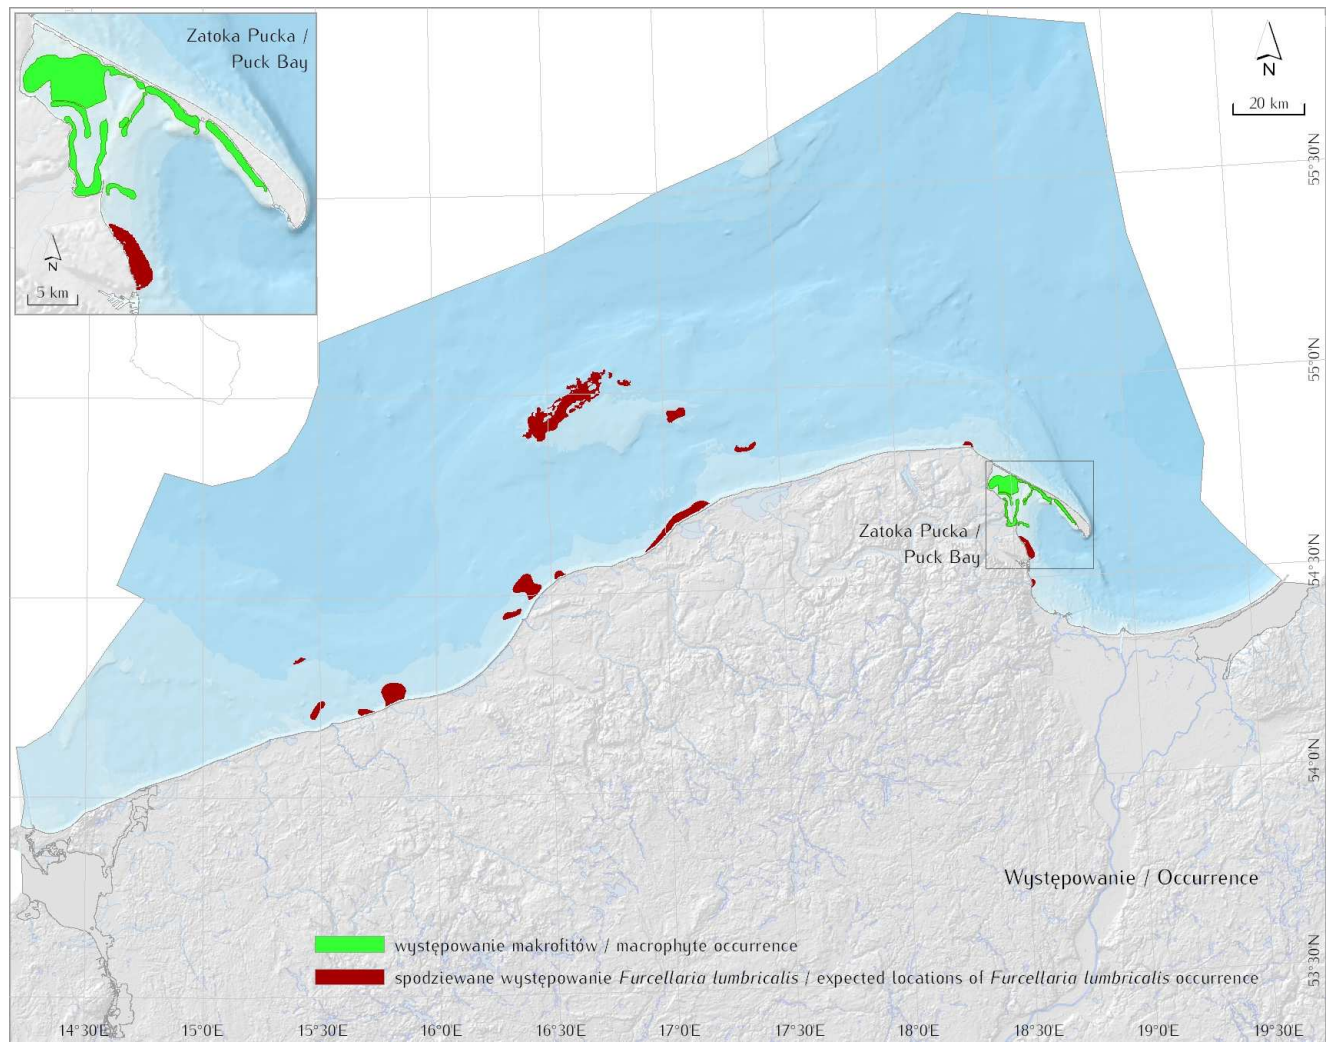 Zatoka Pucka /
Puck Bay
N
5 km
N
20 km
55°30'N
55°0'N
54°30'N
54°0'N
53°30'N
Zatoka Pucka /
Puck Bay
Występowanie / Occurrence
występowanie makrofitów / macrophyte occurrence
spodziewane występowanie Furcellaria lumbricalis / expected locations of Furcellaria lumbricalis occurrence
14°30'E
15°0'E
15°30'E
16°0'E
16°30'E
17°0'E
17°30'E
18°0'E
18°30'E
19°0'E
19°30'E